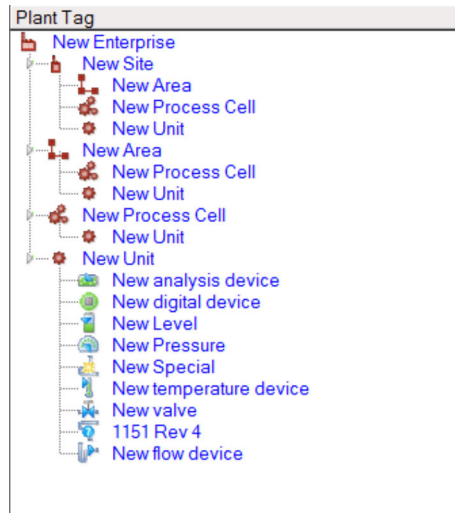 Plant Tag
New Enterprise
New Site
New Area
New Process Cell
New Unit
New Area
New Process Cell
New Unit
New Process Cell
New Unit
New Unit
New analysis device
New digital device
New Level
New Pressure
New Special
New temperature device
New valve
1151 Rev 4
New flow device